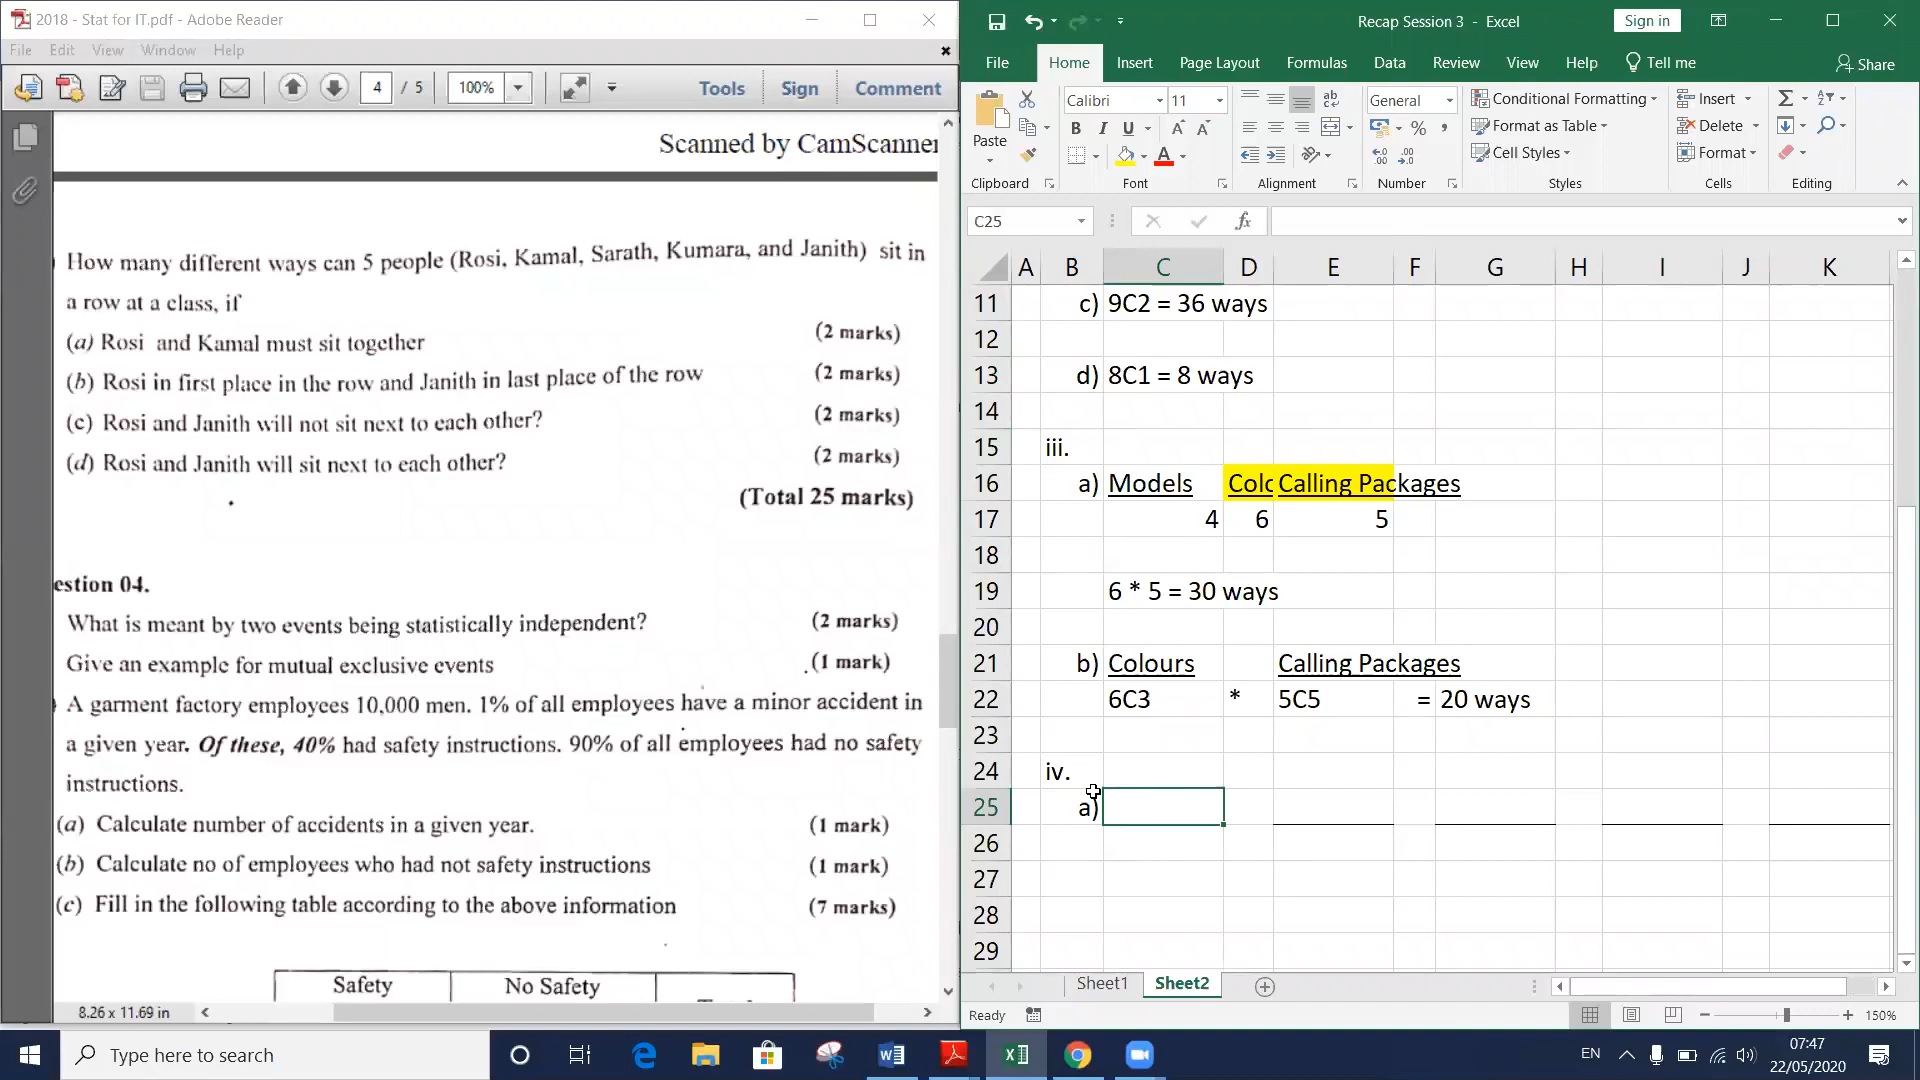 2018 - Stat for IT.pdf - Adobe Reader
File Edit View Window Help
4 / 5 100% Tools Sign Comment
Scanned by CamScanner
How many different ways can 5 people (Rosi, Kamal, Sarath, Kumara, and Janith) sit in
a row at a class, if
(a) Rosi and Kamal must sit together (2 marks)
(b) Rosi in first place in the row and Janith in last place of the row (2 marks)
(c) Rosi and Janith will not sit next to each other? (2 marks)
(d) Rosi and Janith will sit next to each other? (2 marks)
(Total 25 marks)
estion 04.
What is meant by two events being statistically independent? (2 marks)
Give an example for mutual exclusive events (1 mark)
A garment factory employees 10,000 men. 1% of all employees have a minor accident in
a given year. Of these, 40% had safety instructions. 90% of all employees had no safety
instructions.
(a) Calculate number of accidents in a given year. (1 mark)
(b) Calculate no of employees who had not safety instructions (1 mark)
(c) Fill in the following table according to the above information (7 marks)
Safety No Safety
8.26 x 11.69 in
Recap Session 3 - Excel Sign in
File Home Insert Page Layout Formulas Data Review View Help Tell me Share
Calibri 11 General Conditional Formatting Insert
Paste B I U Format as Table Delete
Cell Styles Format
Clipboard Font Alignment Number Styles Cells Editing
C25 fx
A B C D E F G H I J K
11 c) 9C2 = 36 ways
12
13 d) 8C1 = 8 ways
14
15 iii.
16 a) Models Colo Calling Packages
17 4 6 5
18
19 6 * 5 = 30 ways
20
21 b) Colours Calling Packages
22 6C3 * 5C5 = 20 ways
23
24 iv.
25 a)
26
27
28
29
Sheet1 Sheet2
Ready 150%
Type here to search
EN 07:47
22/05/2020